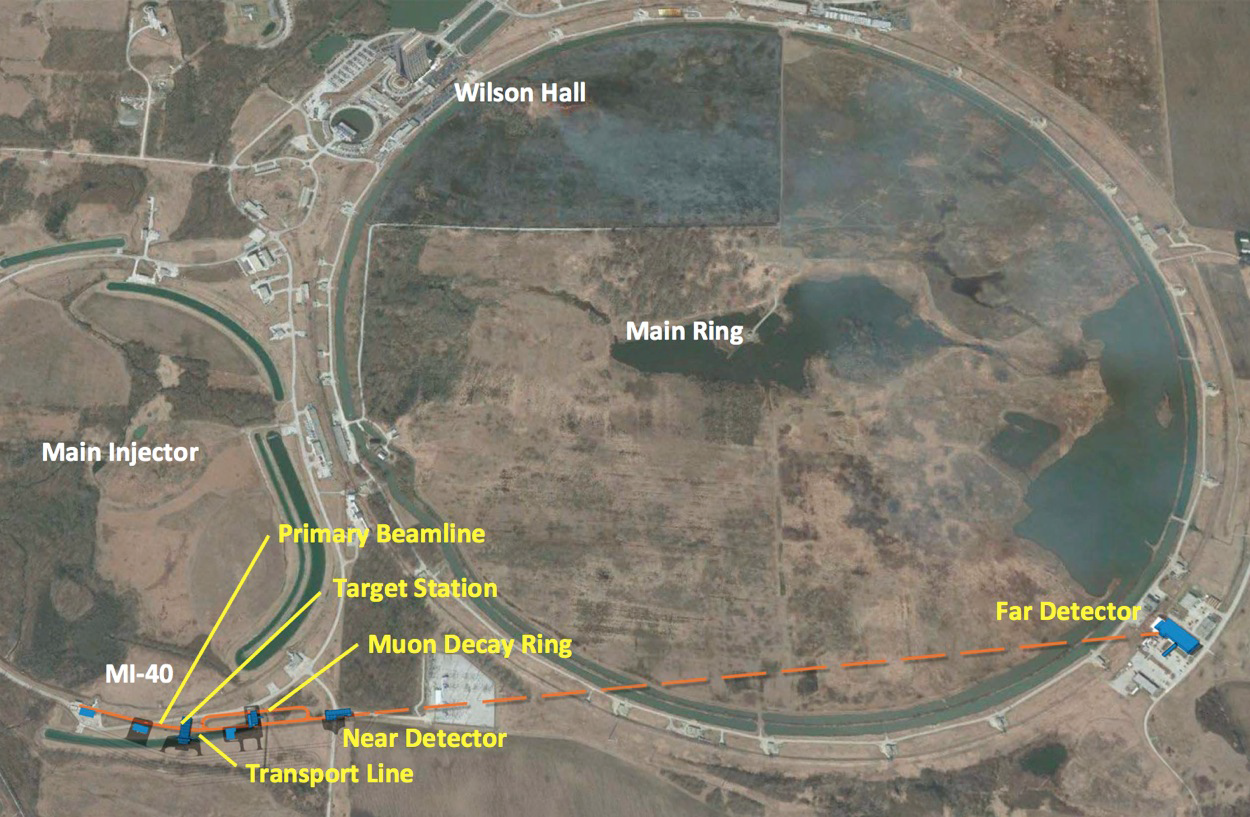 Wilson Hall
Main Ring
Main Injector
Primary Beamline
Target Station
Far Detector
Muon Decay Ring
MI-40
Near Detector
Transport Line